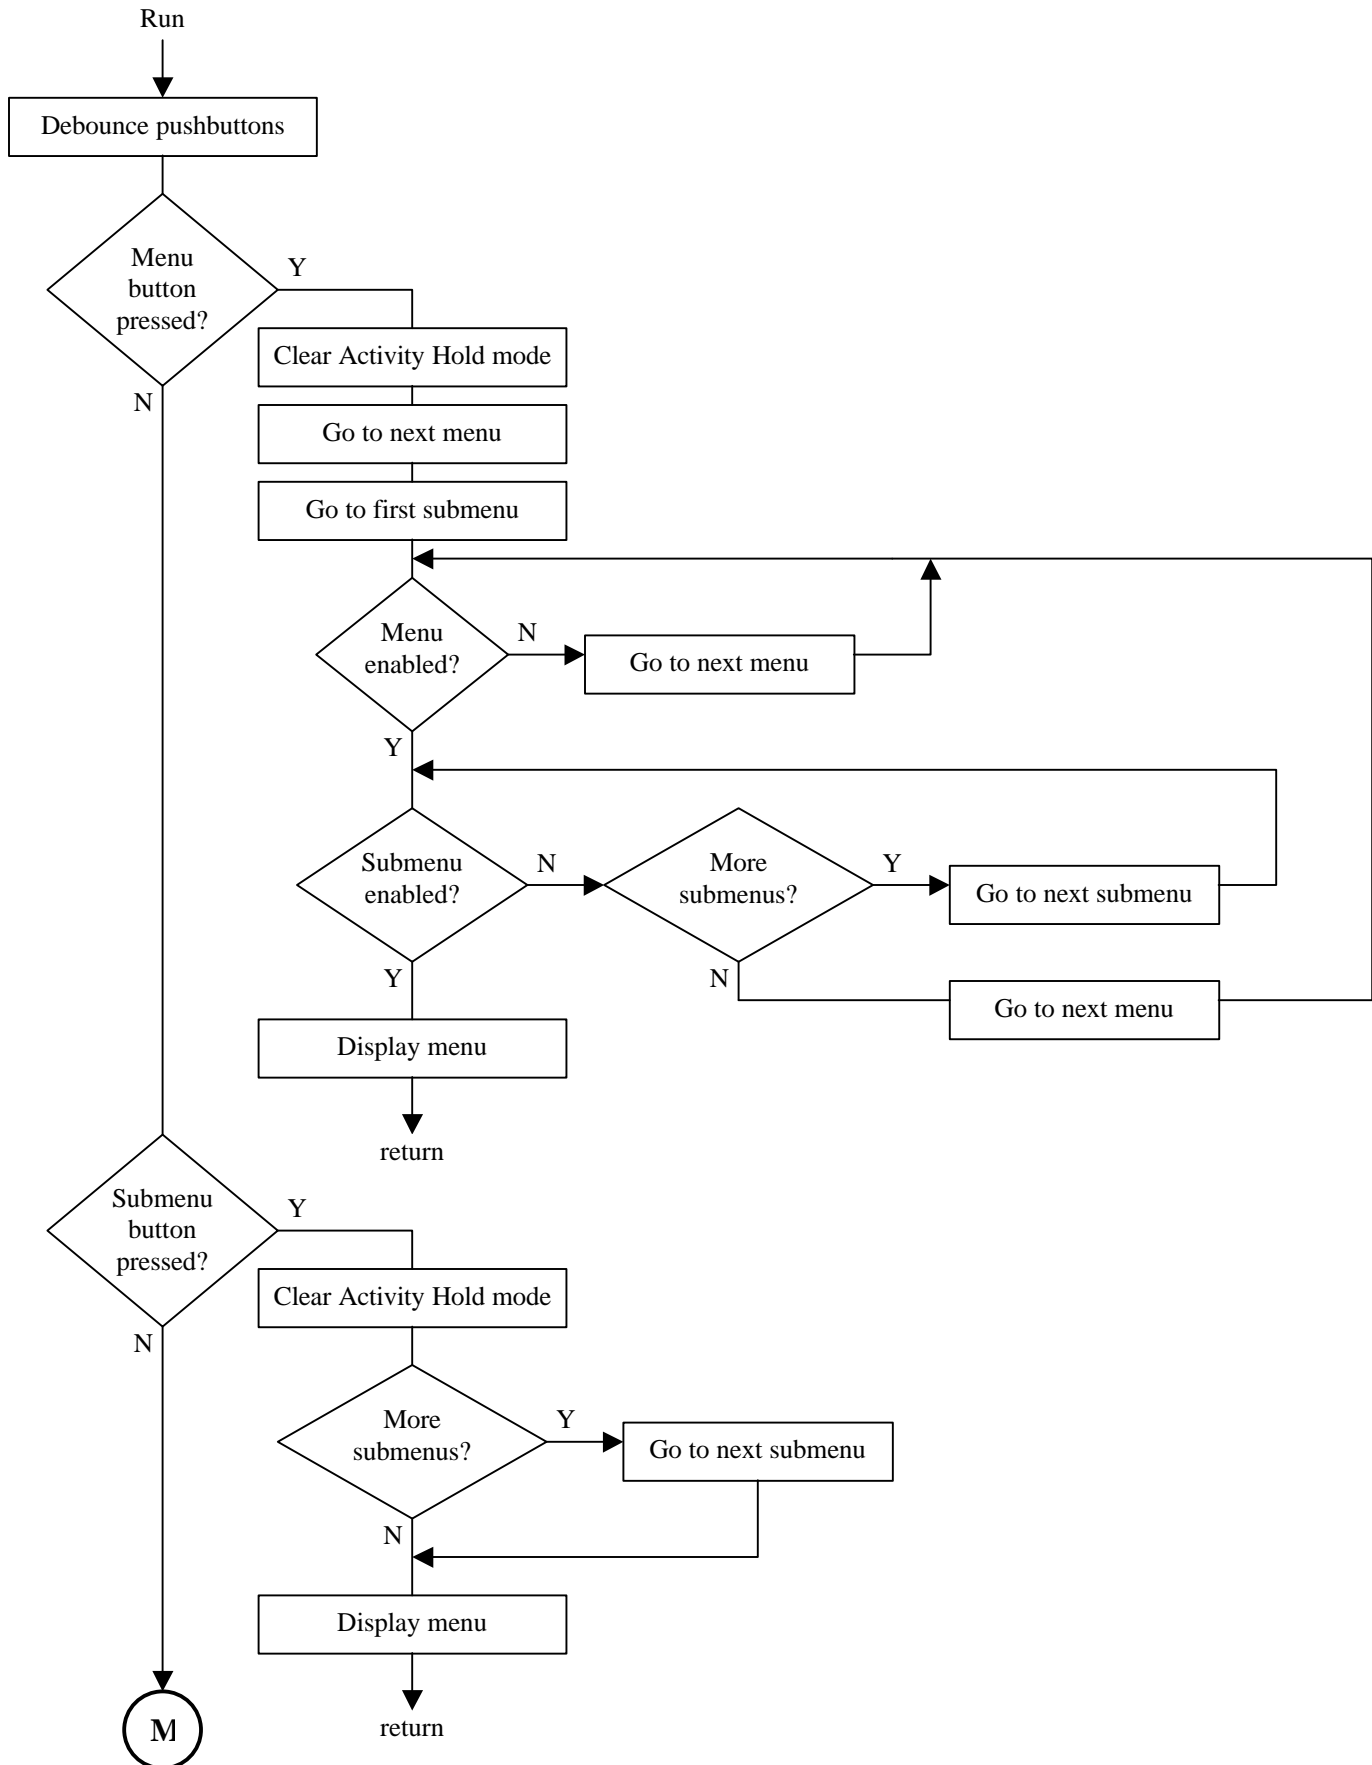 Run
Debounce pushbuttons
Menu
button
pressed?
Y
N
Clear Activity Hold mode
Go to next menu
Go to first submenu
Menu
enabled?
N
Go to next menu
Y
Submenu
enabled?
N
More
submenus?
Y
Go to next submenu
Y
N
Go to next menu
Display menu
return
Submenu
button
pressed?
Y
N
Clear Activity Hold mode
More
submenus?
Y
Go to next submenu
N
Display menu
return
M